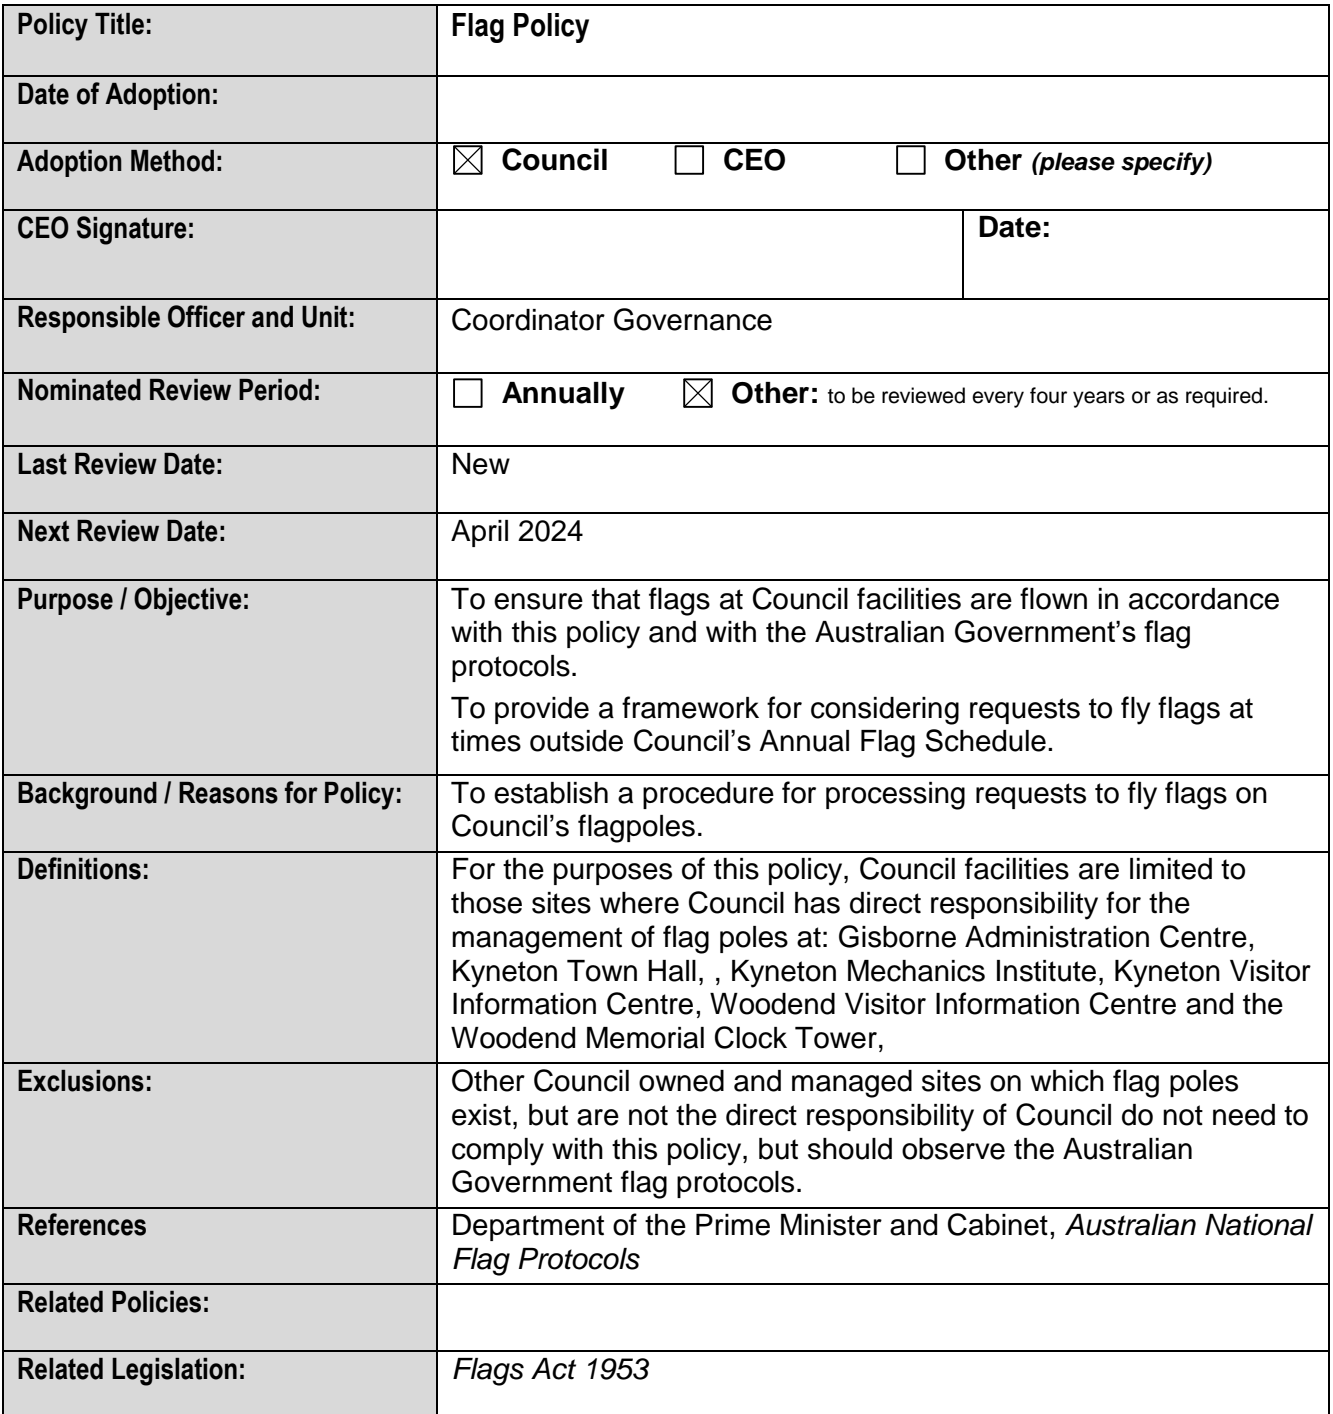 Policy Title: Flag Policy
Date of Adoption:
Adoption Method: ☒ Council ☐ CEO ☐ Other (please specify)
CEO Signature: Date:
Responsible Officer and Unit: Coordinator Governance
Nominated Review Period: ☐ Annually ☒ Other: to be reviewed every four years or as required.
Last Review Date: New
Next Review Date: April 2024
Purpose / Objective: To ensure that flags at Council facilities are flown in accordance
with this policy and with the Australian Government’s flag
protocols.
To provide a framework for considering requests to fly flags at
times outside Council’s Annual Flag Schedule.
Background / Reasons for Policy: To establish a procedure for processing requests to fly flags on
Council’s flagpoles.
Definitions: For the purposes of this policy, Council facilities are limited to
those sites where Council has direct responsibility for the
management of flag poles at: Gisborne Administration Centre,
Kyneton Town Hall, , Kyneton Mechanics Institute, Kyneton Visitor
Information Centre, Woodend Visitor Information Centre and the
Woodend Memorial Clock Tower,
Exclusions: Other Council owned and managed sites on which flag poles
exist, but are not the direct responsibility of Council do not need to
comply with this policy, but should observe the Australian
Government flag protocols.
References Department of the Prime Minister and Cabinet, Australian National
Flag Protocols
Related Policies:
Related Legislation: Flags Act 1953